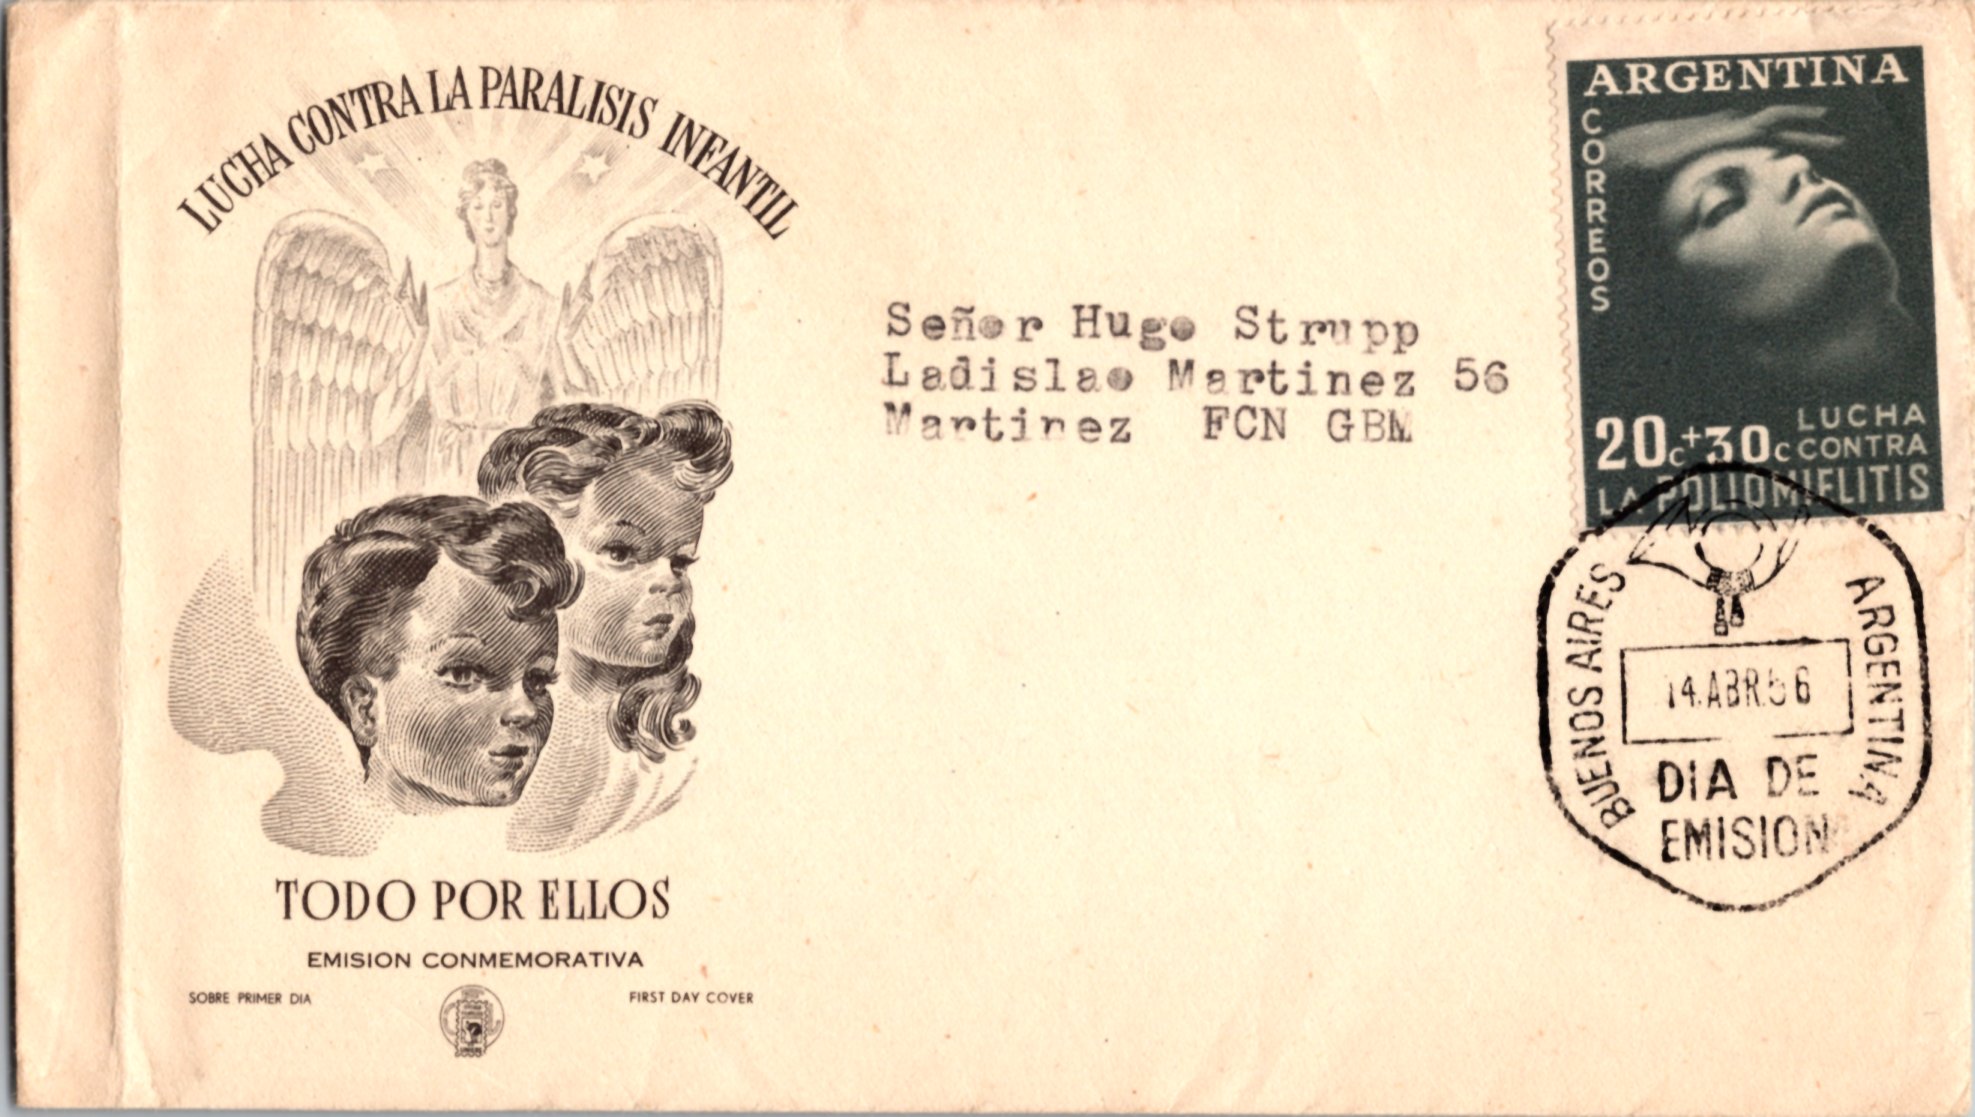 LUCHA CONTRA LA PARALISIS INFANTIL
TODO POR ELLOS
EMISION CONMEMORATIVA
SOBRE PRIMER DIA
FIRST DAY COVER
Señor Hugo Strupp
Ladislao Martinez 56
Martinez FCN GBM
ARGENTINA
CORREOS
20c+30c
LUCHA
CONTRA
LA POLIOMIELITIS
BUENOS AIRES
ARGENTINA
14.ABR.56
DIA DE
EMISION